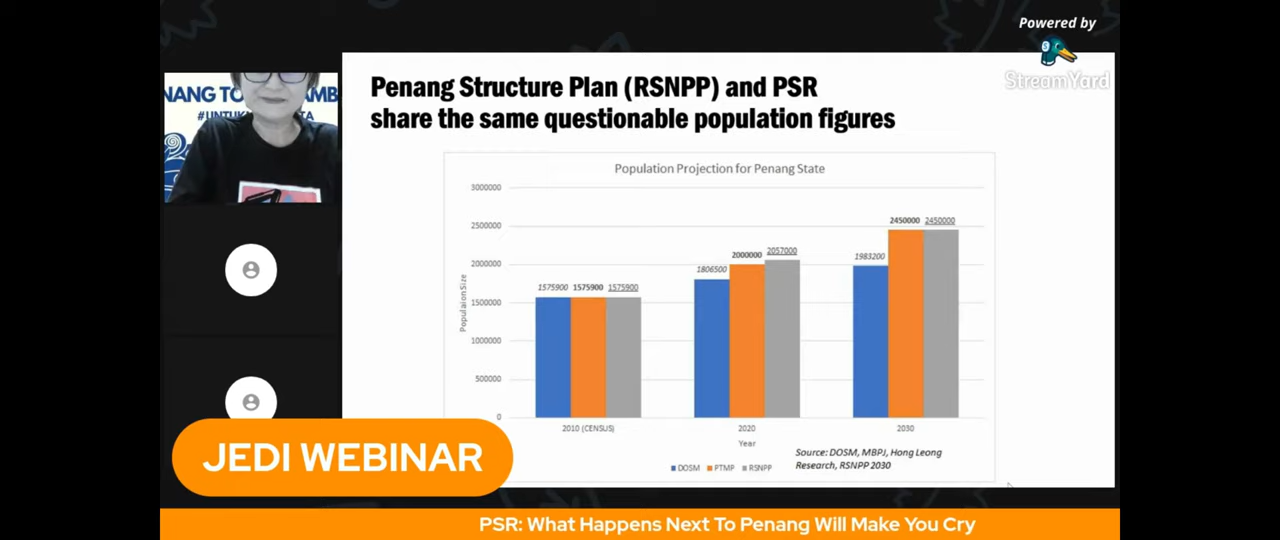 Powered by
StreamYard
Penang Structure Plan (RSNPP) and PSR
share the same questionable population figures
NANG TO
AMB
Population Projection for Penang State
3000000
2500000
2000000
1500000
1000000
500000
0
Population Size
1575900 1575900 1575900
1806500 2000000 2057000
1983200 2450000 2450000
2010 (CENSUS) 2020 2030
Year
DOSM PTMP RSNPP
Source: DOSM, MBPJ, Hong Leong
Research, RSNPP 2030
JEDI WEBINAR
PSR: What Happens Next To Penang Will Make You Cry